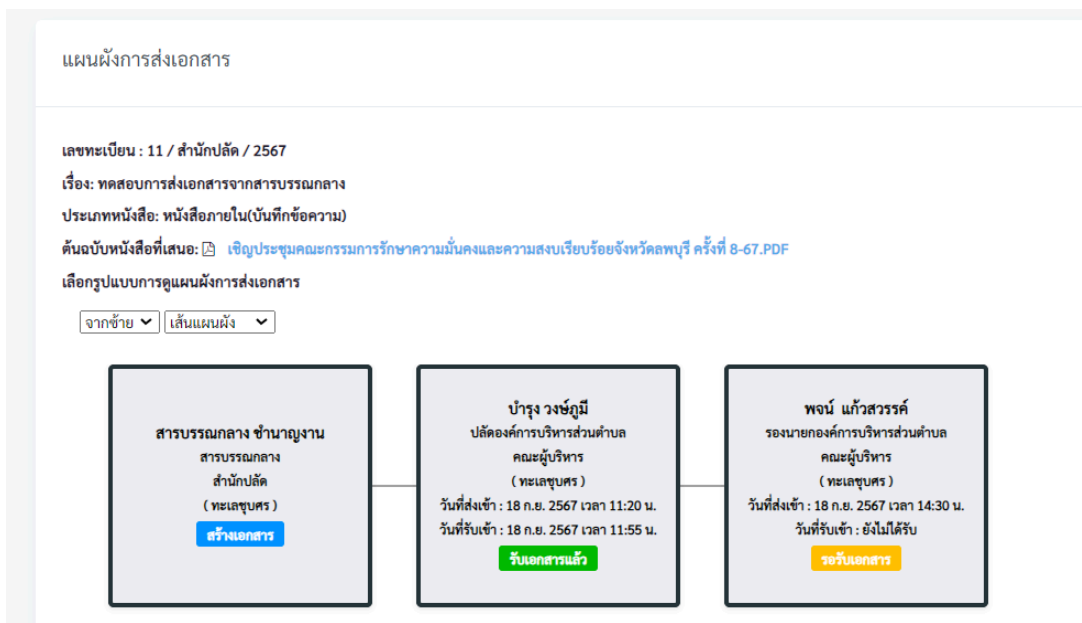 แผนผังการส่งเอกสาร
เลขทะเบียน : 11 / สำนักปลัด / 2567
เรื่อง: ทดสอบการส่งเอกสารจากสารบรรณกลาง
ประเภทหนังสือ: หนังสือภายใน(บันทึกข้อความ)
ต้นฉบับหนังสือที่เสนอ: เชิญประชุมคณะกรรมการรักษาความมั่นคงและความสงบเรียบร้อยจังหวัดลพบุรี ครั้งที่ 8-67.PDF
เลือกรูปแบบการดูแผนผังการส่งเอกสาร
จากซ้าย เส้นแผนผัง
สารบรรณกลาง ชำนาญงาน
สารบรรณกลาง
สำนักปลัด
( ทะเลชุบศร )
สร้างเอกสาร
บำรุง วงษ์ภูมี
ปลัดองค์การบริหารส่วนตำบล
คณะผู้บริหาร
( ทะเลชุบศร )
วันที่ส่งเข้า : 18 ก.ย. 2567 เวลา 11:20 น.
วันที่รับเข้า : 18 ก.ย. 2567 เวลา 11:55 น.
รับเอกสารแล้ว
พจน์ แก้วสวรรค์
รองนายกองค์การบริหารส่วนตำบล
คณะผู้บริหาร
( ทะเลชุบศร )
วันที่ส่งเข้า : 18 ก.ย. 2567 เวลา 14:30 น.
วันที่รับเข้า : ยังไม่ได้รับ
รอรับเอกสาร